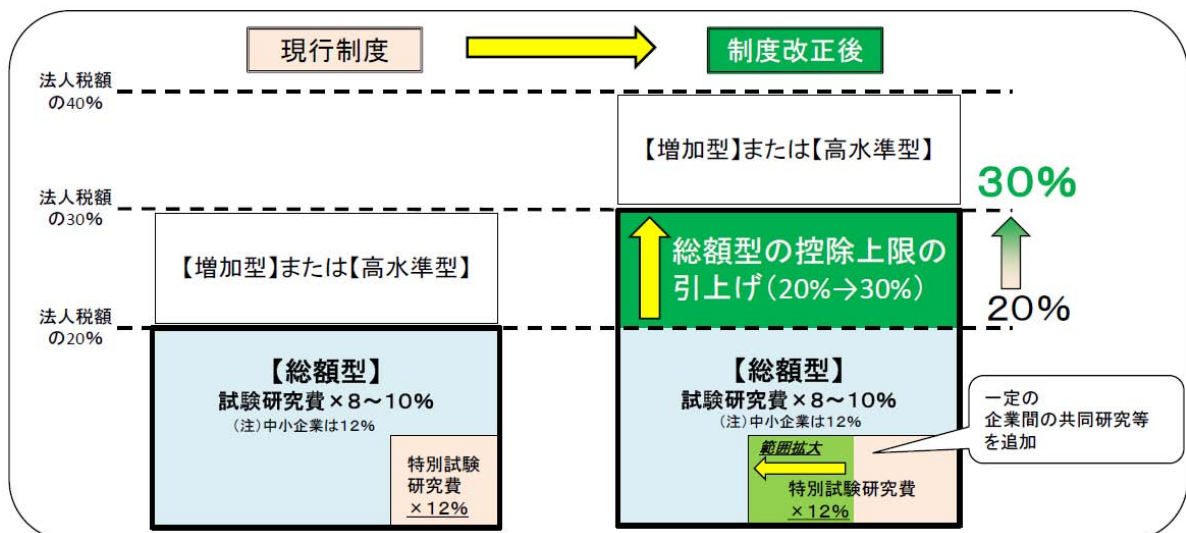 現行制度
制度改正後
法人税額
の40%
【増加型】または【高水準型】
30%
法人税額
の30%
【増加型】または【高水準型】
総額型の控除上限の
引上げ(20%→30%)
20%
法人税額
の20%
【総額型】
試験研究費×8～10%
(注)中小企業は12%
特別試験
研究費
×12%
【総額型】
試験研究費×8～10%
(注)中小企業は12%
範囲拡大
特別試験研究費
×12%
一定の
企業間の共同研究等
を追加